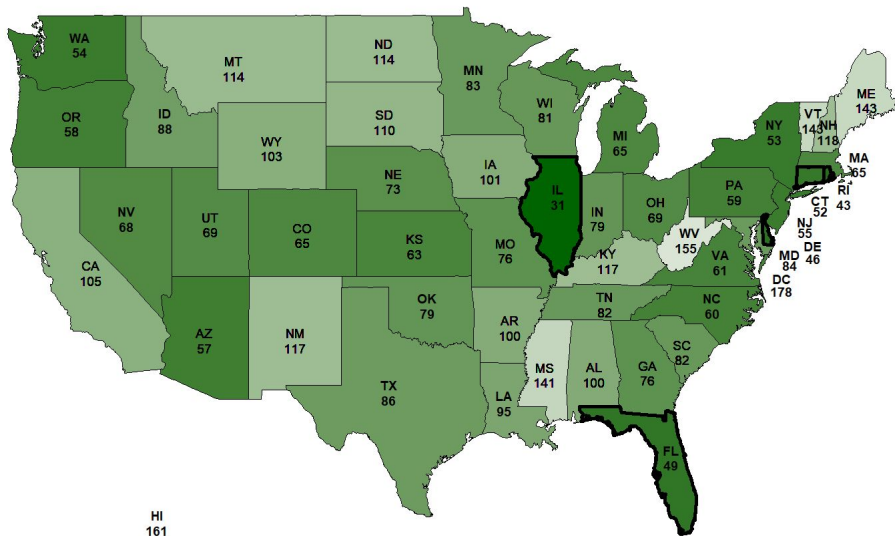 WA
54
OR
58
ID
88
MT
114
ND
114
MN
83
WI
81
MI
65
NY
53
VT
143
NH
118
ME
143
MA
65
RI
43
CT
52
NJ
55
DE
46
MD
84
DC
178
WY
103
SD
110
IA
101
NE
73
IL
31
IN
79
OH
69
PA
59
WV
155
VA
61
NV
68
UT
69
CO
65
KS
63
MO
76
KY
117
CA
105
AZ
57
NM
117
OK
79
AR
100
TN
82
NC
60
SC
82
TX
86
LA
95
MS
141
AL
100
GA
76
FL
49
HI
161